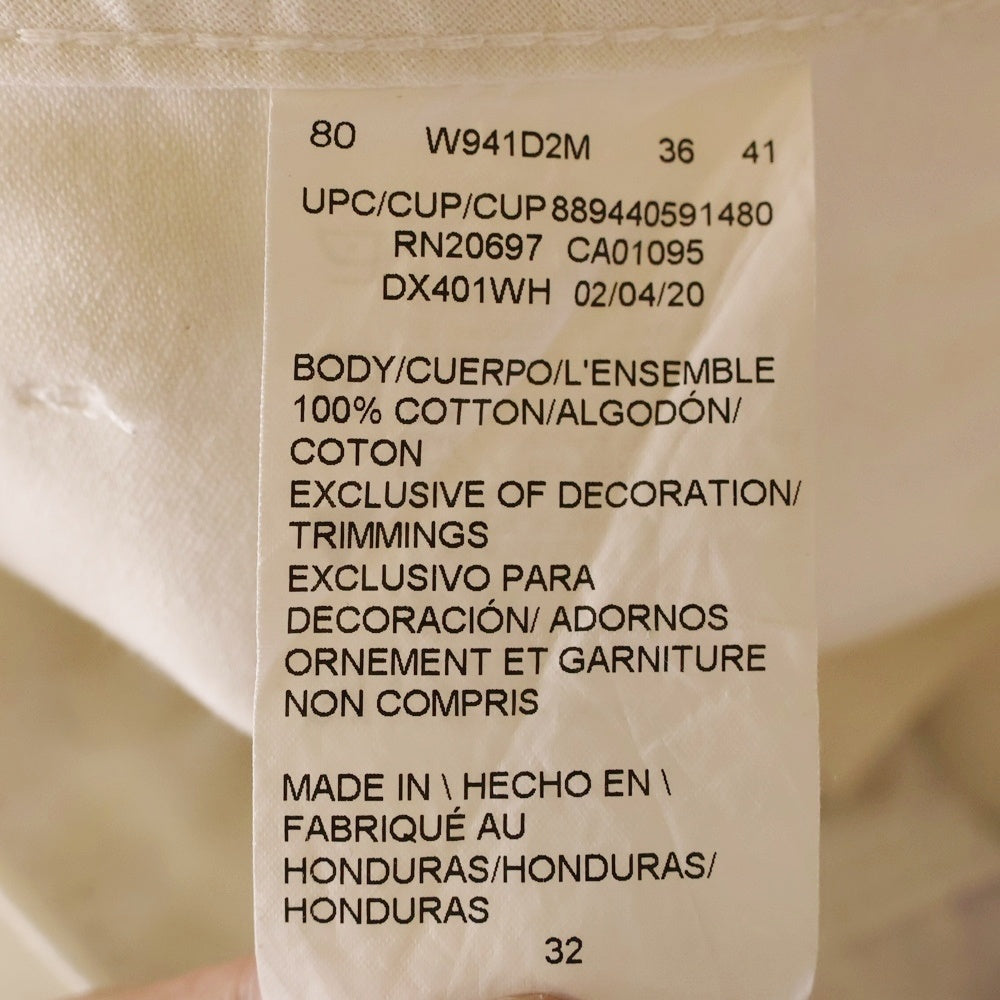 80 W941D2M 36 41
UPC/CUP/CUP889440591480
RN20697 CA01095
DX401WH 02/04/20
BODY/CUERPO/L'ENSEMBLE
100% COTTON/ALGODÓN/
COTON
EXCLUSIVE OF DECORATION/
TRIMMINGS
EXCLUSIVO PARA
DECORACIÓN/ ADORNOS
ORNEMENT ET GARNITURE
NON COMPRIS
MADE IN \ HECHO EN \
FABRIQUÉ AU
HONDURAS/HONDURAS/
HONDURAS
32